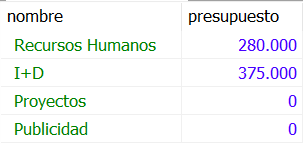 nombre presupuesto
Recursos Humanos 280.000
I+D 375.000
Proyectos 0
Publicidad 0